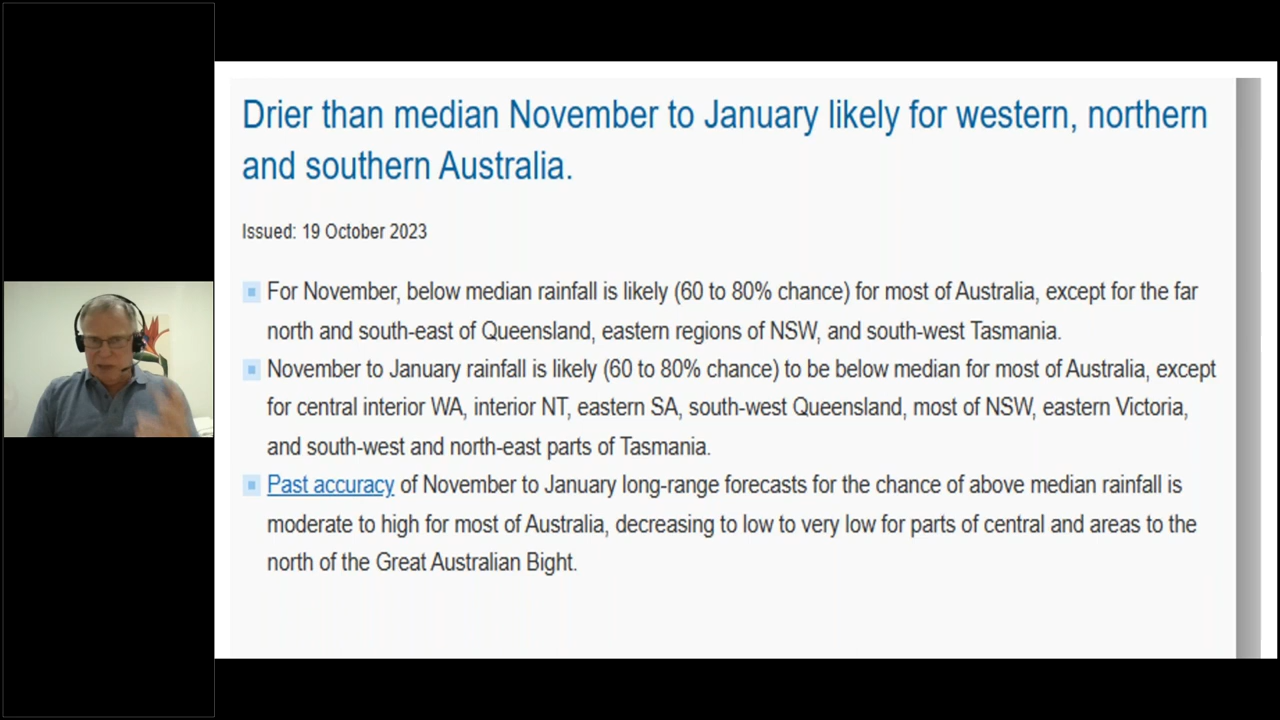 Drier than median November to January likely for western, northern
and southern Australia.
Issued: 19 October 2023
For November, below median rainfall is likely (60 to 80% chance) for most of Australia, except for the far
north and south-east of Queensland, eastern regions of NSW, and south-west Tasmania.
November to January rainfall is likely (60 to 80% chance) to be below median for most of Australia, except
for central interior WA, interior NT, eastern SA, south-west Queensland, most of NSW, eastern Victoria,
and south-west and north-east parts of Tasmania.
Past accuracy of November to January long-range forecasts for the chance of above median rainfall is
moderate to high for most of Australia, decreasing to low to very low for parts of central and areas to the
north of the Great Australian Bight.